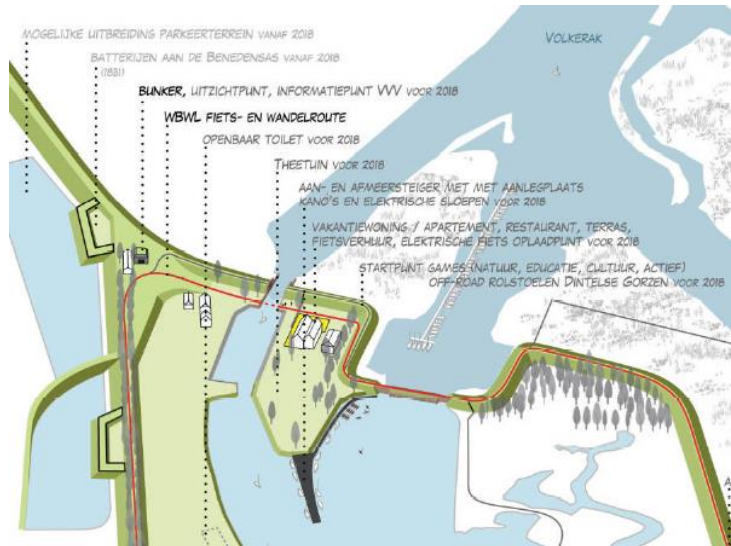 MOGELIJKE UITBREIDING PARKEERTERREIN VANAF 2018
VOLKERAK
BATTERIJEN AAN DE BENEDENSAS VANAF 2018
(1831)
BUNKER, UITZICHTPUNT, INFORMATIEPUNT VVV VOOR 2018
WBWL FIETS- EN WANDELROUTE
OPENBAAR TOILET VOOR 2018
THEETUIN VOOR 2018
AAN- EN AFMEERSTEIGER MET MET AANLEGPLAATS
KANO'S EN ELEKTRISCHE SLOEPEN VOOR 2018
VAKANTIEWONING / APARTEMENT, RESTAURANT, TERRAS,
FIETSVERHUUR, ELEKTRISCHE FIETS OPLAADPUNT VOOR 2018
STARTPUNT GAMES (NATUUR, EDUCATIE, CULTUUR, ACTIEF)
OFF-ROAD ROLSTOELEN DINTELSE GORZEN VOOR 2018